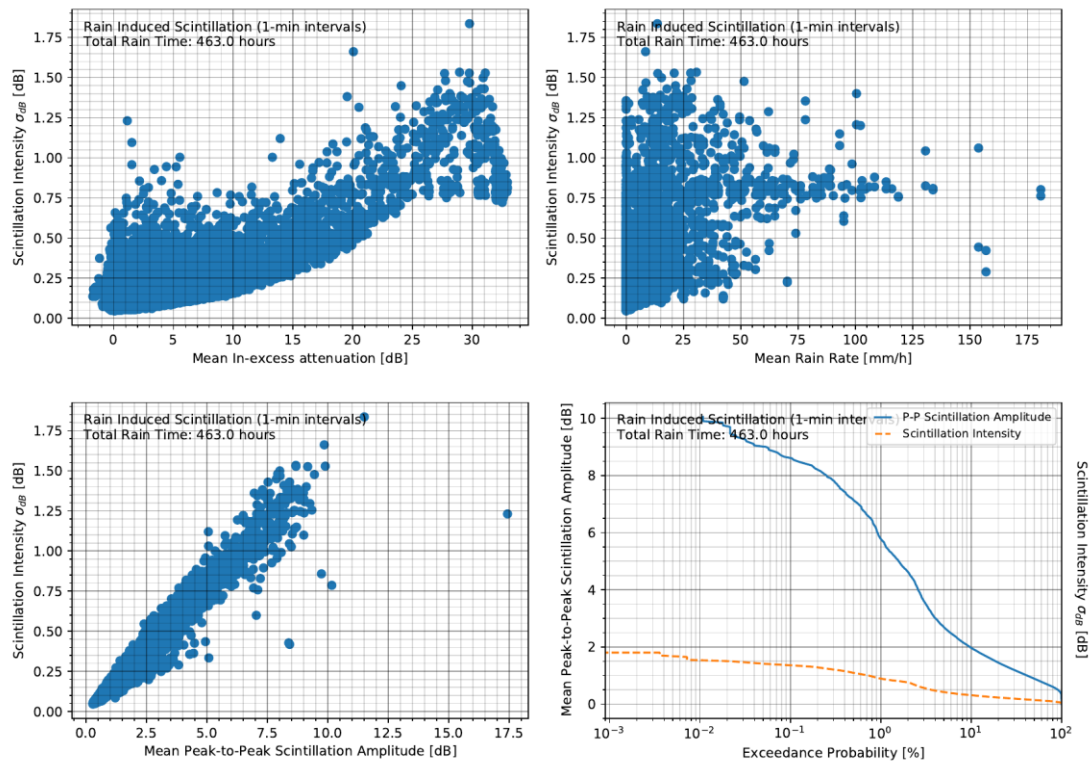 Rain Induced Scintillation (1-min intervals)
Total Rain Time: 463.0 hours
Scintillation Intensity σdB [dB]
1.75
1.50
1.25
1.00
0.75
0.50
0.25
0.00
0 5 10 15 20 25 30
Mean In-excess attenuation [dB]
Rain Induced Scintillation (1-min intervals)
Total Rain Time: 463.0 hours
Scintillation Intensity σdB [dB]
1.75
1.50
1.25
1.00
0.75
0.50
0.25
0.00
0 25 50 75 100 125 150 175
Mean Rain Rate [mm/h]
Rain Induced Scintillation (1-min intervals)
Total Rain Time: 463.0 hours
Scintillation Intensity σdB [dB]
1.75
1.50
1.25
1.00
0.75
0.50
0.25
0.00
0.0 2.5 5.0 7.5 10.0 12.5 15.0 17.5
Mean Peak-to-Peak Scintillation Amplitude [dB]
Rain Induced Scintillation (1-min intervals)
Total Rain Time: 463.0 hours
P-P Scintillation Amplitude
Scintillation Intensity
Mean Peak-to-Peak Scintillation Amplitude [dB]
10
8
6
4
2
0
Scintillation Intensity σdB [dB]
10⁻³ 10⁻² 10⁻¹ 10⁰ 10¹ 10²
Exceedance Probability [%]